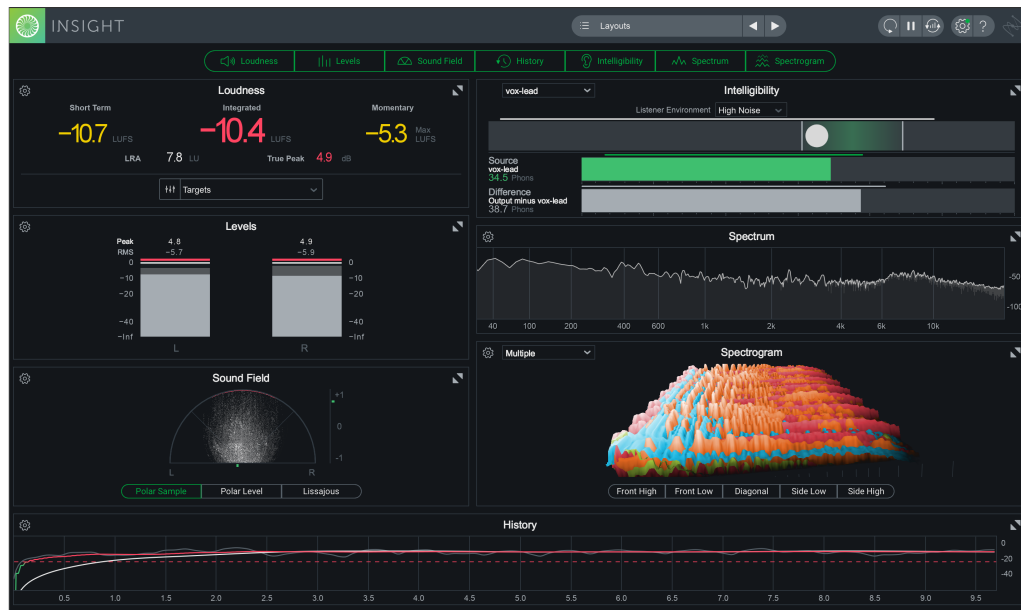 INSIGHT
Layouts
?
Loudness Levels Sound Field History Intelligibility Spectrum Spectrogram
Loudness
Short Term Integrated Momentary
-10.7 LUFS -10.4 LUFS -5.3 Max LUFS
LRA 7.8 LU True Peak 4.9 dB
Targets
Levels
Peak 4.8 4.9
RMS -5.7 -5.9
0 0
-10 -10
-20 -20
-40 -40
-Inf -Inf
L R
Sound Field
+1
0
-1
L R
Polar Sample Polar Level Lissajous
vox-lead Intelligibility
Listener Environment High Noise
Source
vox-lead
34.5 Phons
Difference
Output minus vox-lead
38.7 Phons
Spectrum
-50
-100
40 100 200 400 600 1k 2k 4k 6k 10k
Multiple Spectrogram
Front High Front Low Diagonal Side Low Side High
History
0
-20
-40
0.5 1.0 1.5 2.0 2.5 3.0 3.5 4.0 4.5 5.0 5.5 6.0 6.5 7.0 7.5 8.0 8.5 9.0 9.5